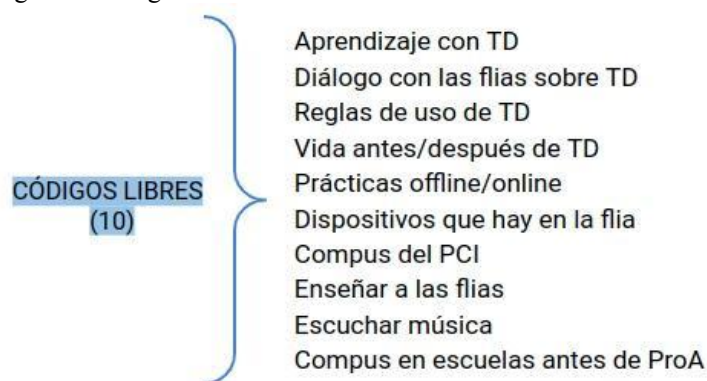 CÓDIGOS LIBRES
(10)
Aprendizaje con TD
Diálogo con las flias sobre TD
Reglas de uso de TD
Vida antes/después de TD
Prácticas offline/online
Dispositivos que hay en la flia
Compus del PCI
Enseñar a las flias
Escuchar música
Compus en escuelas antes de ProA